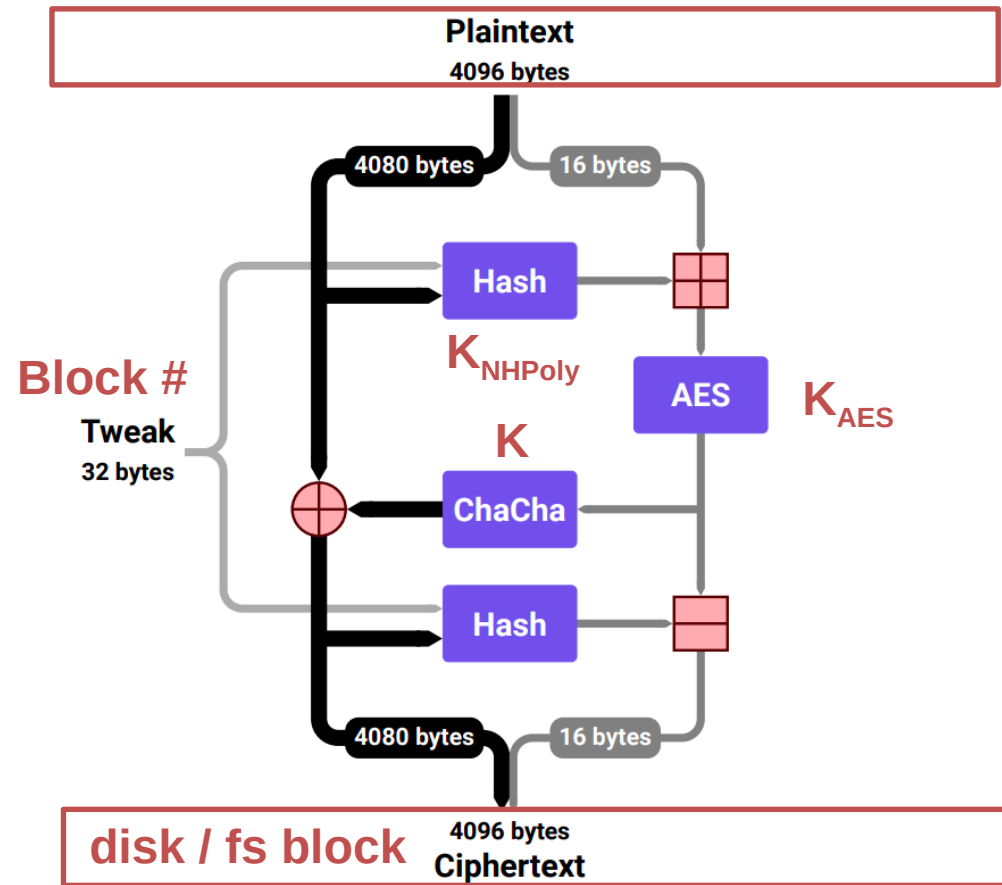 Plaintext
4096 bytes
4080 bytes
16 bytes
Hash
K_NHPoly
Block #
AES
K_AES
Tweak
K
32 bytes
ChaCha
Hash
4080 bytes
16 bytes
4096 bytes
disk / fs block
Ciphertext